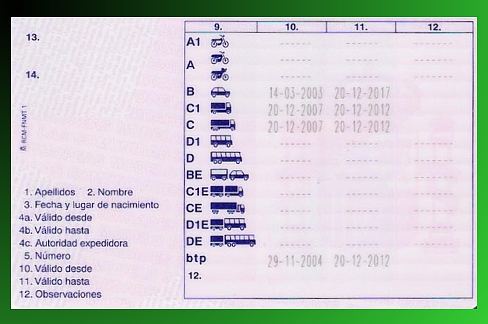 9. 10. 11. 12.
13.
14.
© RCM-FNMT 1
A1 ------ ------ ------
A ------ ------ ------
------ ------ ------
B 14-03-2003 20-12-2017 ------
C1 20-12-2007 20-12-2012 ------
C 20-12-2007 20-12-2012 ------
D1 ------ ------ ------
D ------ ------ ------
BE ------ ------ ------
C1E ------ ------ ------
CE ------ ------ ------
D1E ------ ------ ------
DE ------ ------ ------
btp 29-11-2004 20-12-2012 ------
12.
1. Apellidos 2. Nombre
3. Fecha y lugar de nacimiento
4a. Válido desde
4b. Válido hasta
4c. Autoridad expedidora
5. Número
10. Válido desde
11. Válido hasta
12. Observaciones